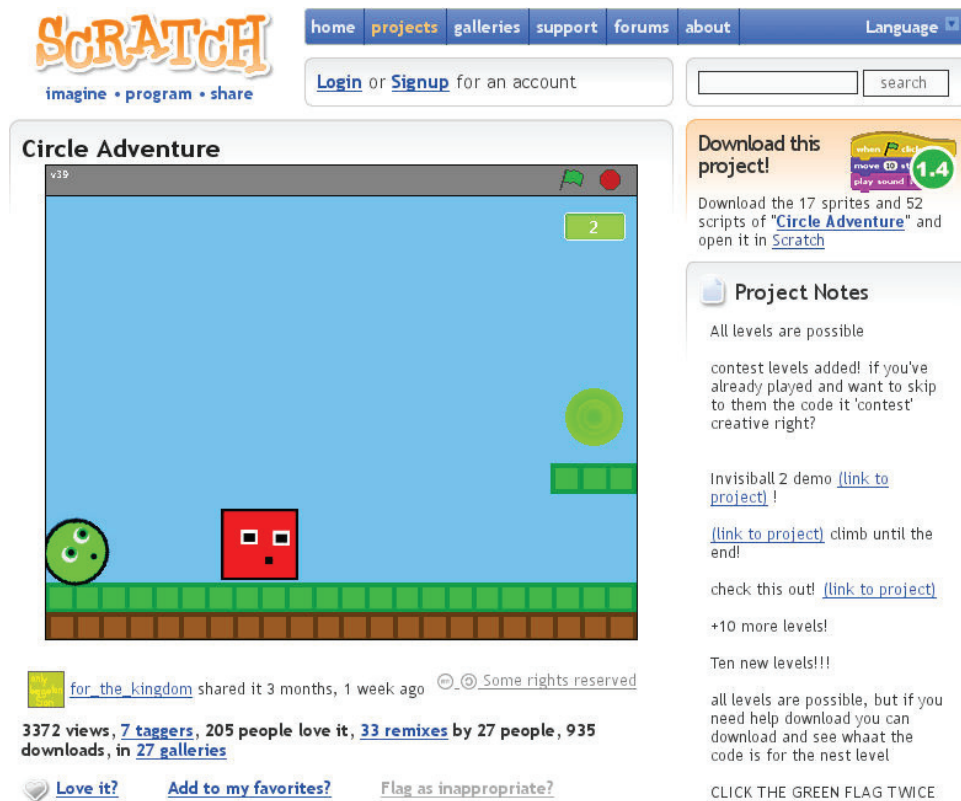 SCRATCH
imagine • program • share
home projects galleries support forums about Language
Login or Signup for an account
search
Circle Adventure
v39
2
Download this
project!
when clic
move 10 st
play sound
1.4
Download the 17 sprites and 52
scripts of "Circle Adventure" and
open it in Scratch
Project Notes
All levels are possible
contest levels added! if you've
already played and want to skip
to them the code it 'contest'
creative right?
Invisiball 2 demo (link to
project) !
(link to project) climb until the
end!
check this out! (link to project)
+10 more levels!
Ten new levels!!!
all levels are possible, but if you
need help download you can
download and see whaat the
code is for the nest level
CLICK THE GREEN FLAG TWICE
for_the_kingdom shared it 3 months, 1 week ago
Some rights reserved
3372 views, 7 taggers, 205 people love it, 33 remixes by 27 people, 935
downloads, in 27 galleries
Love it? Add to my favorites? Flag as inappropriate?